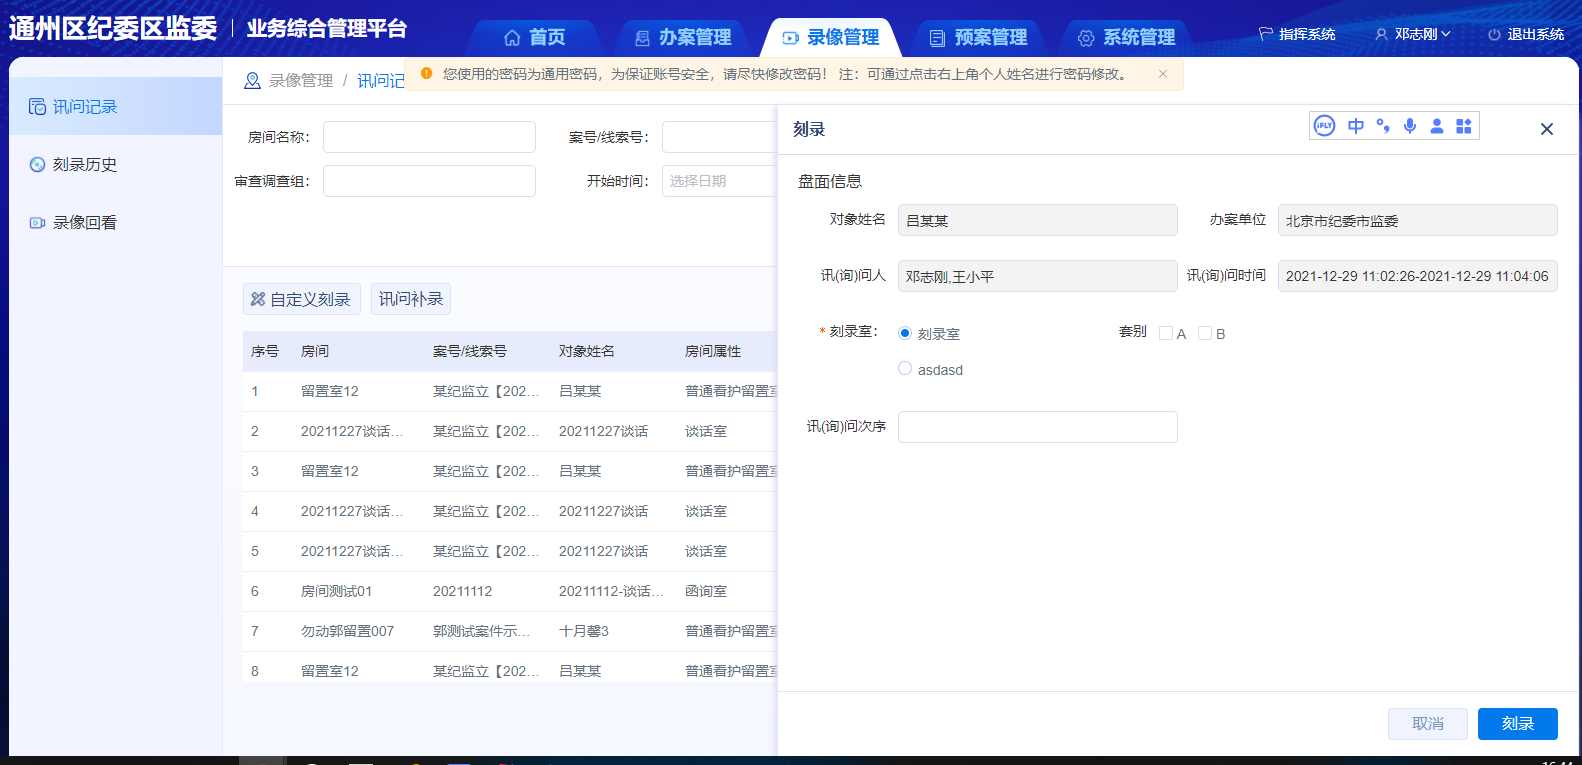 通州区纪委区监委 业务综合管理平台
首页 办案管理 录像管理 预案管理 系统管理
指挥系统 邓志刚 退出系统
讯问记录
刻录历史
录像回看
录像管理 / 讯问记
您使用的密码为通用密码，为保证账号安全，请尽快修改密码！ 注：可通过点击右上角个人姓名进行密码修改。
房间名称：
案号/线索号：
审查调查组：
开始时间： 选择日期
自定义刻录 讯问补录
序号 房间 案号/线索号 对象姓名 房间属性
1 留置室12 某纪监立【202... 吕某某 普通看护留置室
2 20211227谈话... 某纪监立【202... 20211227谈话 谈话室
3 留置室12 某纪监立【202... 吕某某 普通看护留置室
4 20211227谈话... 某纪监立【202... 20211227谈话 谈话室
5 20211227谈话... 某纪监立【202... 20211227谈话 谈话室
6 房间测试01 20211112 20211112-谈话... 函询室
7 勿动郭留置007 郭测试案件示... 十月馨3 普通看护留置室
8 留置室12 某纪监立【202... 吕某某 普通看护留置室
刻录
iFLY 中
盘面信息
对象姓名 吕某某 办案单位 北京市纪委市监委
讯(询)问人 邓志刚,王小平 讯(询)问时间 2021-12-29 11:02:26-2021-12-29 11:04:06
* 刻录室： 刻录室 套别 A B
asdasd
讯(询)问次序
取消 刻录